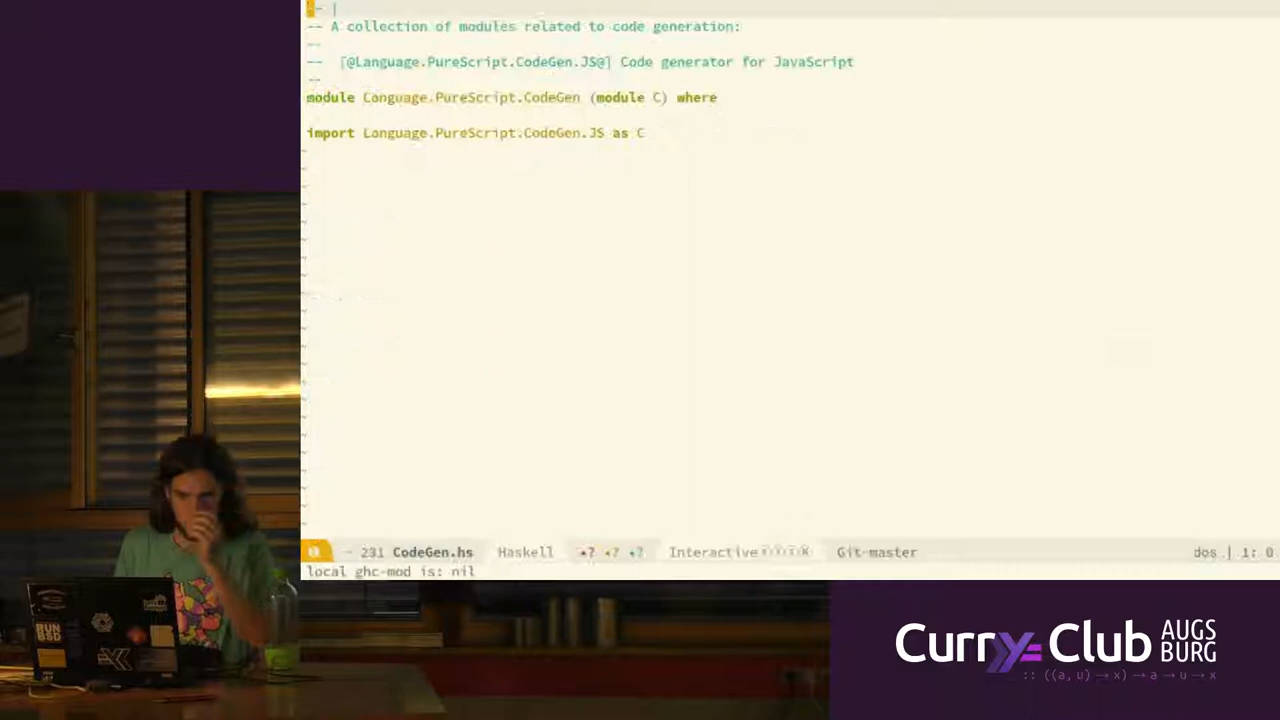 -- |
-- A collection of modules related to code generation:
--
--  [@Language.PureScript.CodeGen.JS@] Code generator for JavaScript
--
module Language.PureScript.CodeGen (module C) where
import Language.PureScript.CodeGen.JS as C
- 231 CodeGen.hs Haskell •? •? •? Interactive Git-master dos | 1: 0
local ghc-mod is: nil
RUN
BSD
Curry Club AUGS
BURG
:: ((a, u) → x) → a → u → x